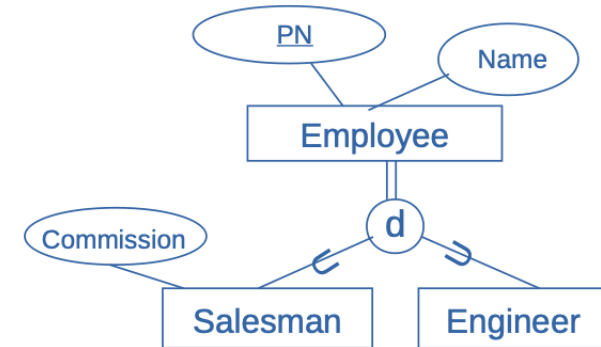 PN
Name
Employee
d
Commission
Salesman
Engineer